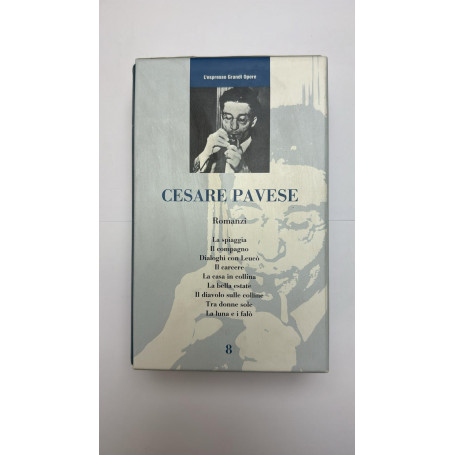 L'espresso Grandi Opere
CESARE PAVESE
Romanzi
La spiaggia
Il compagno
Dialoghi con Leucò
Il carcere
La casa in collina
La bella estate
Il diavolo sulle colline
Tra donne sole
La luna e i falò
8